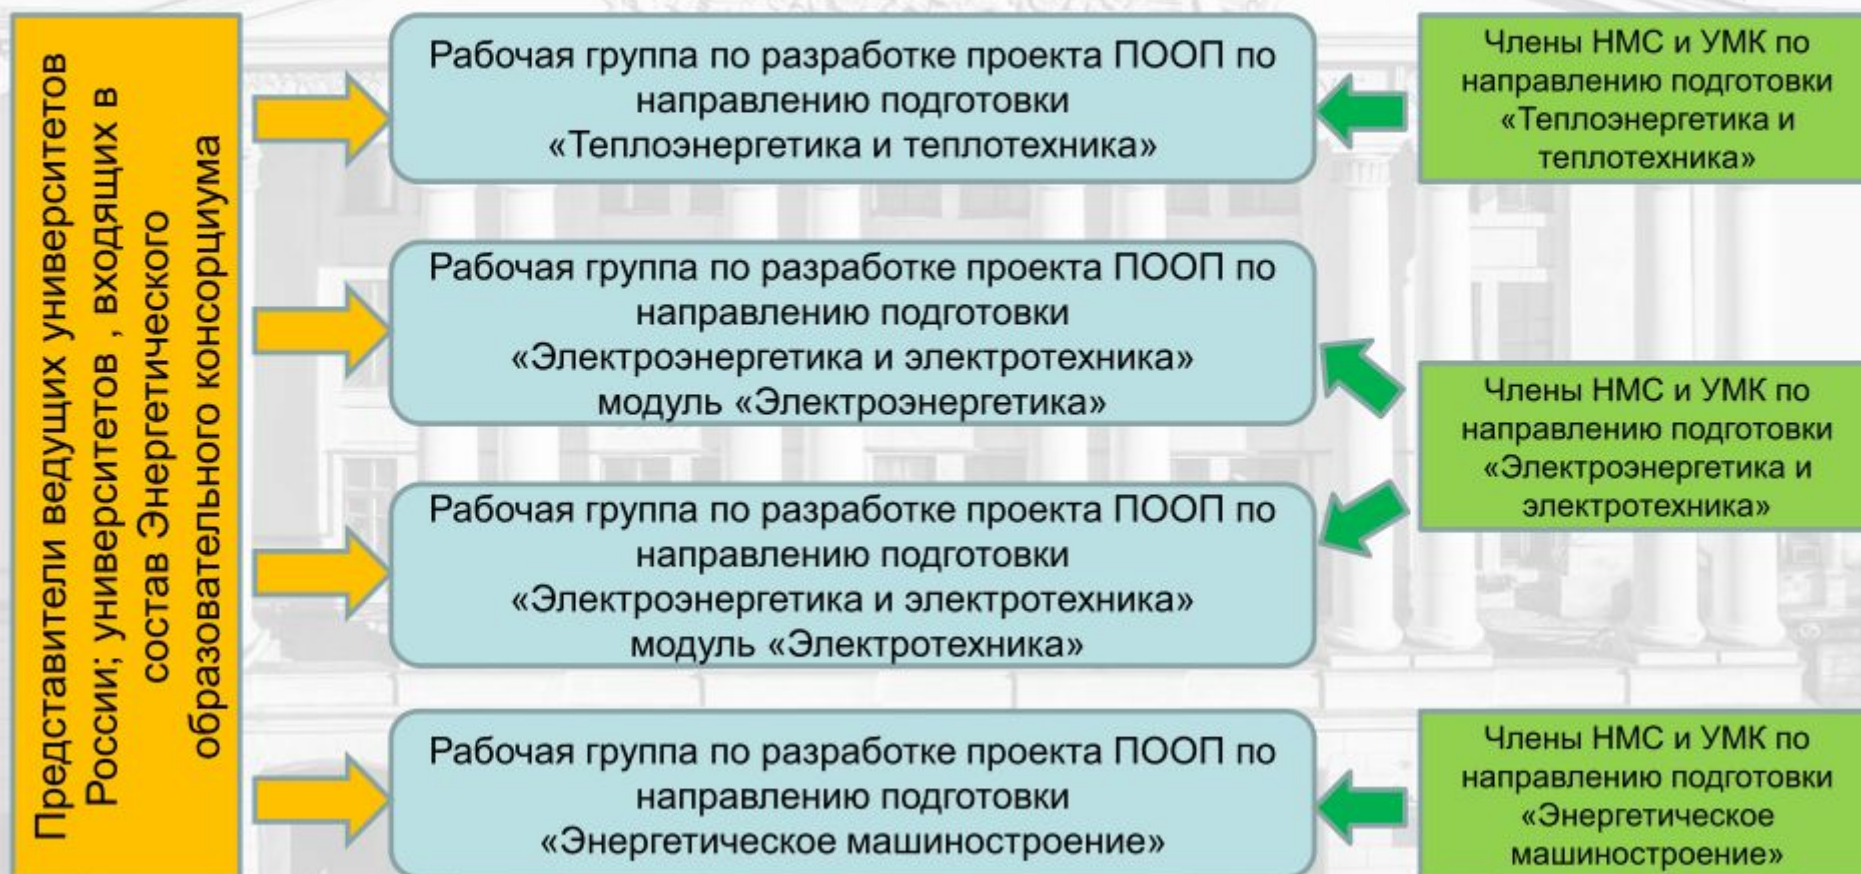 Представители ведущих университетов
России; университетов , входящих в
состав Энергетического
образовательного консорциума
Рабочая группа по разработке проекта ПООП по
направлению подготовки
«Теплоэнергетика и теплотехника»
Члены НМС и УМК по
направлению подготовки
«Теплоэнергетика и
теплотехника»
Рабочая группа по разработке проекта ПООП по
направлению подготовки
«Электроэнергетика и электротехника»
модуль «Электроэнергетика»
Члены НМС и УМК по
направлению подготовки
«Электроэнергетика и
электротехника»
Рабочая группа по разработке проекта ПООП по
направлению подготовки
«Электроэнергетика и электротехника»
модуль «Электротехника»
Рабочая группа по разработке проекта ПООП по
направлению подготовки
«Энергетическое машиностроение»
Члены НМС и УМК по
направлению подготовки
«Энергетическое
машиностроение»